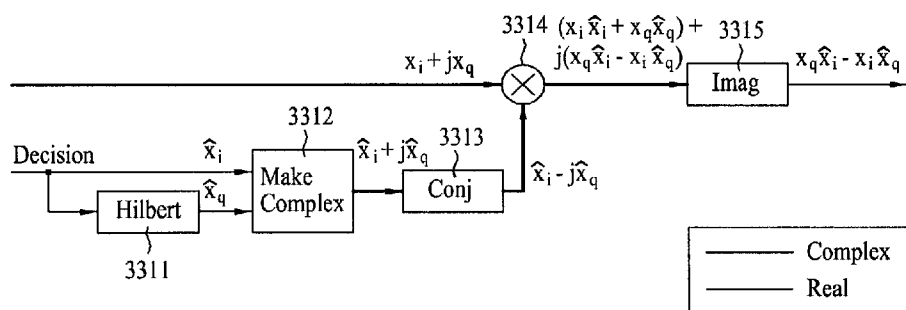 3314
(x_i x̂_i + x_q x̂_q) +
j(x_q x̂_i - x_i x̂_q)
3315
x_i + jx_q
Imag
x_q x̂_i - x_i x̂_q
3312
Decision
x̂_i
Make
Complex
x̂_i + jx̂_q
3313
Conj
x̂_i - jx̂_q
Hilbert
x̂_q
3311
Complex
Real